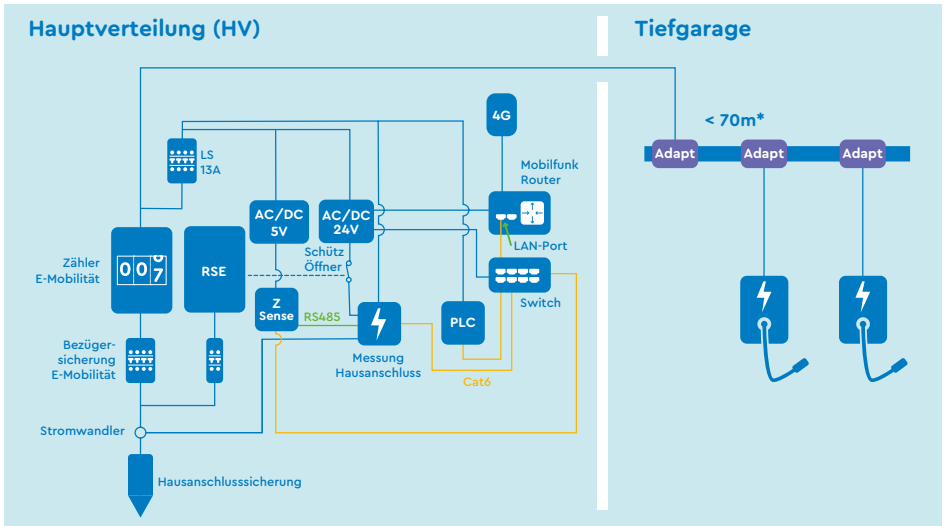 Hauptverteilung (HV)
Tiefgarage
< 70m*
4G
LS
13A
Adapt
Adapt
Adapt
Mobilfunk
Router
AC/DC
5V
AC/DC
24V
LAN-Port
Schütz
Öffner
Zähler
E-Mobilität
007
RSE
Switch
Z
Sense
RS485
PLC
Messung
Hausanschluss
Bezüger-
sicherung
E-Mobilität
Cat6
Stromwandler
Hausanschlusssicherung